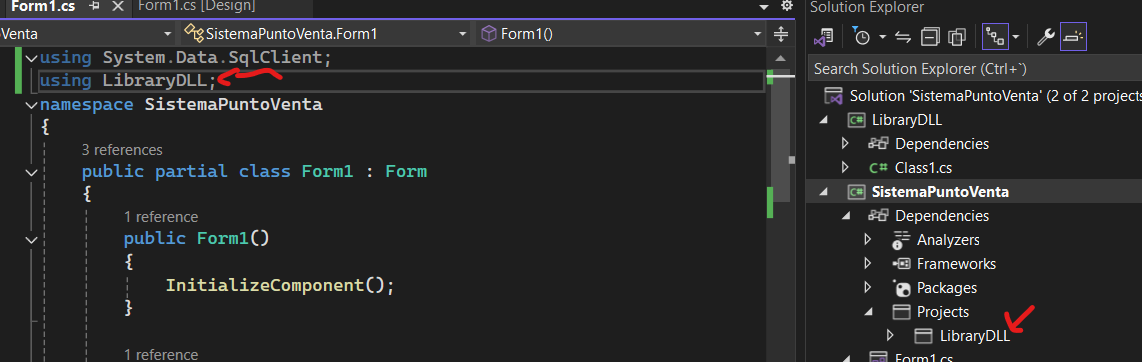 Form1.cs
Form1.cs [Design]
Venta
SistemaPuntoVenta.Form1
Form1()
using System.Data.SqlClient;
using LibraryDLL;
namespace SistemaPuntoVenta
{
3 references
public partial class Form1 : Form
{
1 reference
public Form1()
{
InitializeComponent();
}
1 reference
Solution Explorer
Search Solution Explorer (Ctrl+`)
Solution 'SistemaPuntoVenta' (2 of 2 projects
C# LibraryDLL
Dependencies
C# Class1.cs
C# SistemaPuntoVenta
Dependencies
Analyzers
Frameworks
Packages
Projects
LibraryDLL
Form1.cs